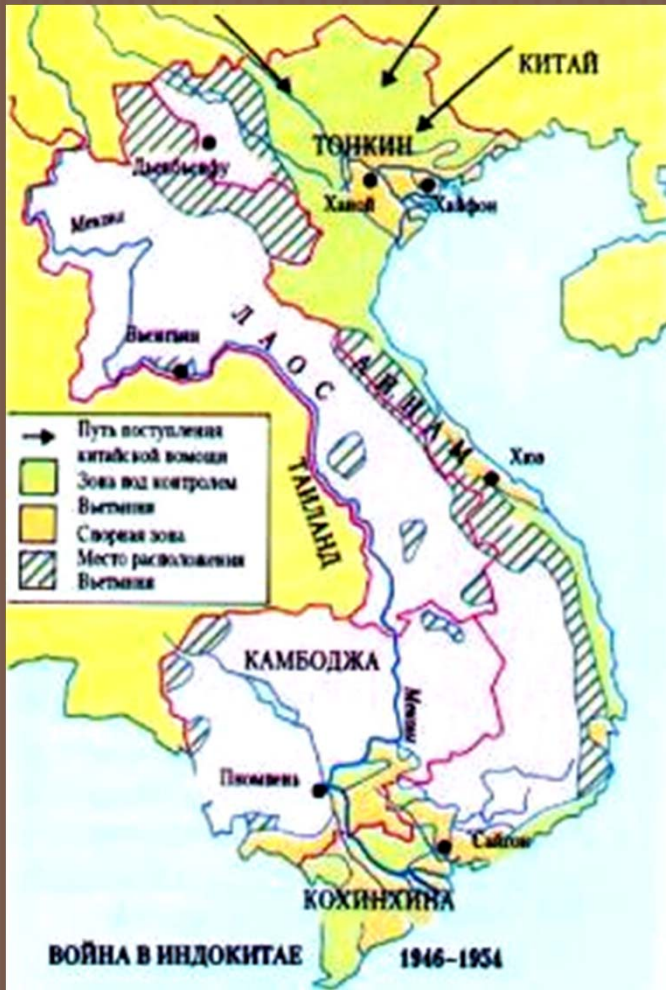 КИТАЙ
ТОНКИН
Дьенбьенфу
Ханой
Хайфон
Меконг
Вьентьян
ЛАОС
АННАМ
Хюэ
ТАИЛАНД
Путь поступления
китайской помощи
Зона под контролем
Вьетминя
Спорная зона
Место расположения
Вьетминя
КАМБОДЖА
Меконг
Пномпень
Сайгон
КОХИНХИНА
ВОЙНА В ИНДОКИТАЕ 1946–1954